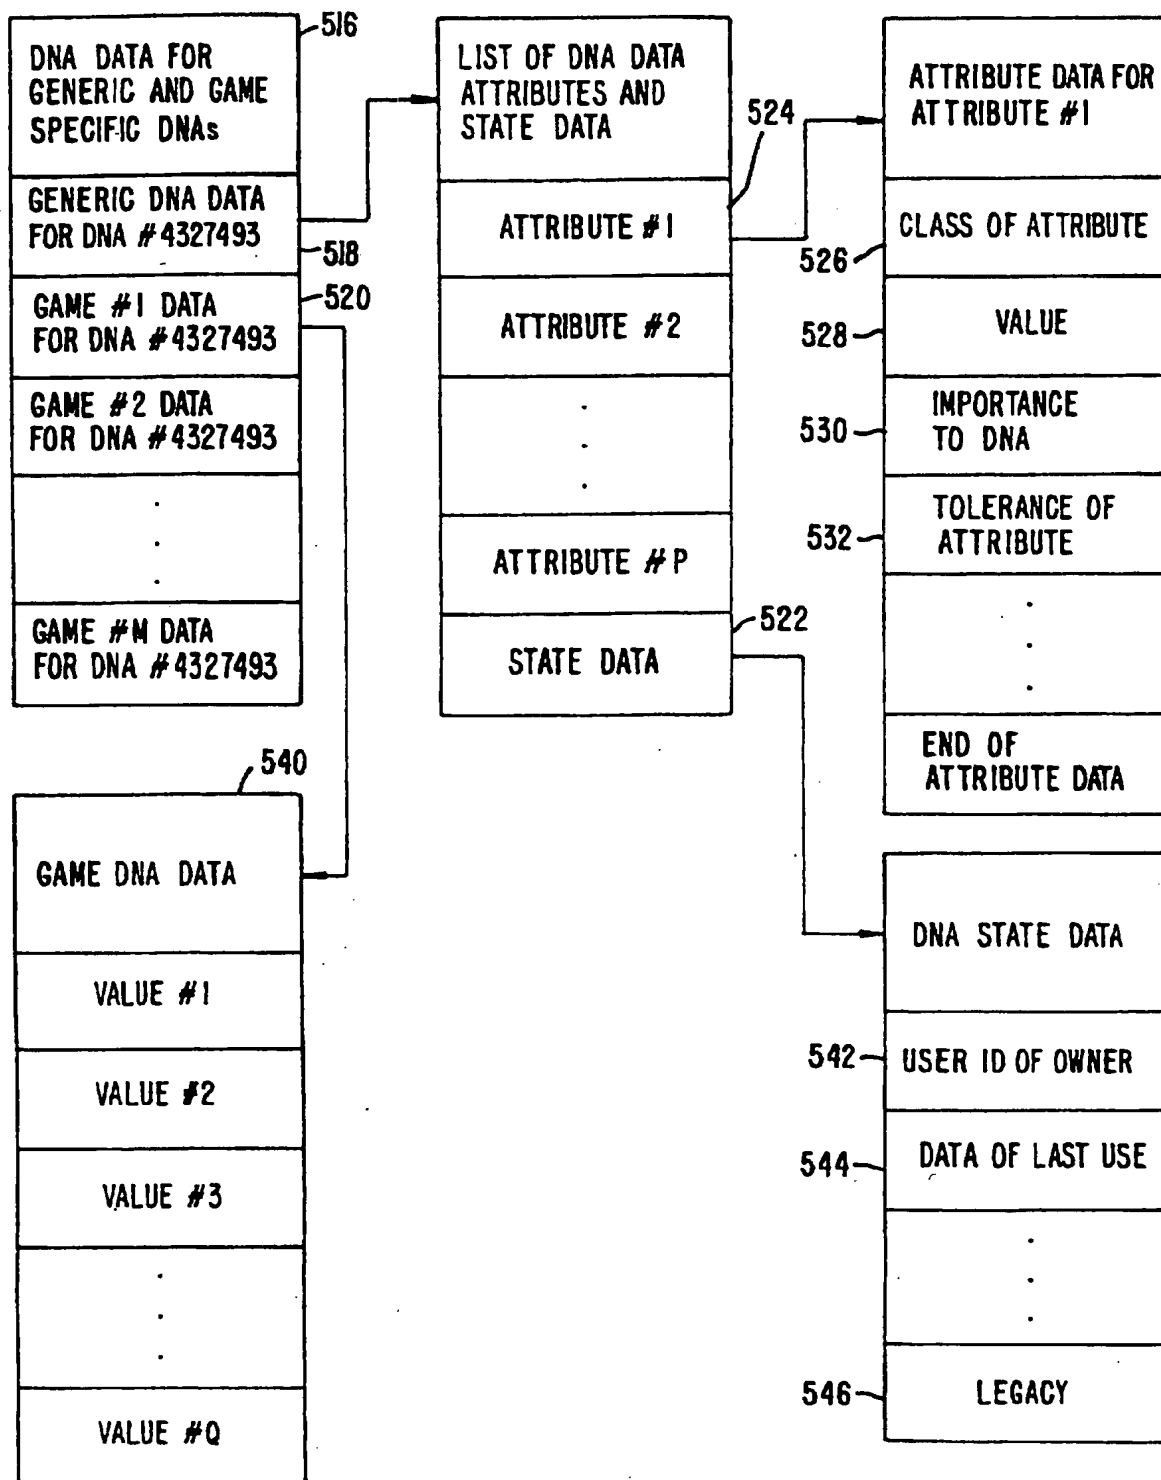 516
DNA DATA FOR
GENERIC AND GAME
SPECIFIC DNAs
GENERIC DNA DATA
FOR DNA #4327493
518
520
GAME #1 DATA
FOR DNA #4327493
GAME #2 DATA
FOR DNA #4327493
.
.
.
GAME #M DATA
FOR DNA #4327493
540
GAME DNA DATA
VALUE #1
VALUE #2
VALUE #3
.
.
.
VALUE #Q
LIST OF DNA DATA
ATTRIBUTES AND
STATE DATA
524
ATTRIBUTE #1
ATTRIBUTE #2
.
.
.
ATTRIBUTE #P
522
STATE DATA
ATTRIBUTE DATA FOR
ATTRIBUTE #1
CLASS OF ATTRIBUTE
526
VALUE
528
IMPORTANCE
TO DNA
530
TOLERANCE OF
ATTRIBUTE
532
.
.
.
END OF
ATTRIBUTE DATA
DNA STATE DATA
542
USER ID OF OWNER
544
DATA OF LAST USE
.
.
.
546
LEGACY